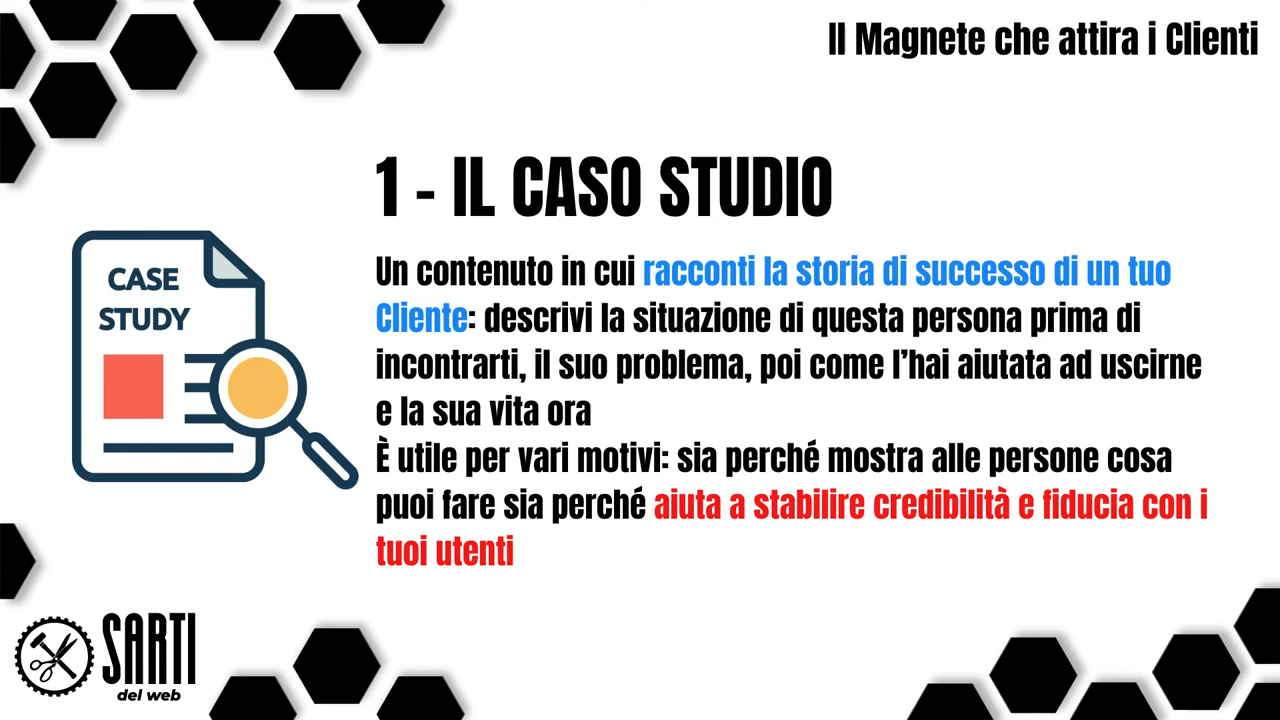 Il Magnete che attira i Clienti
1 - IL CASO STUDIO
CASE
STUDY
Un contenuto in cui racconti la storia di successo di un tuo
Cliente: descrivi la situazione di questa persona prima di
incontrarti, il suo problema, poi come l’hai aiutata ad uscirne
e la sua vita ora
È utile per vari motivi: sia perché mostra alle persone cosa
puoi fare sia perché aiuta a stabilire credibilità e fiducia con i
tuoi utenti
SARTI
del web